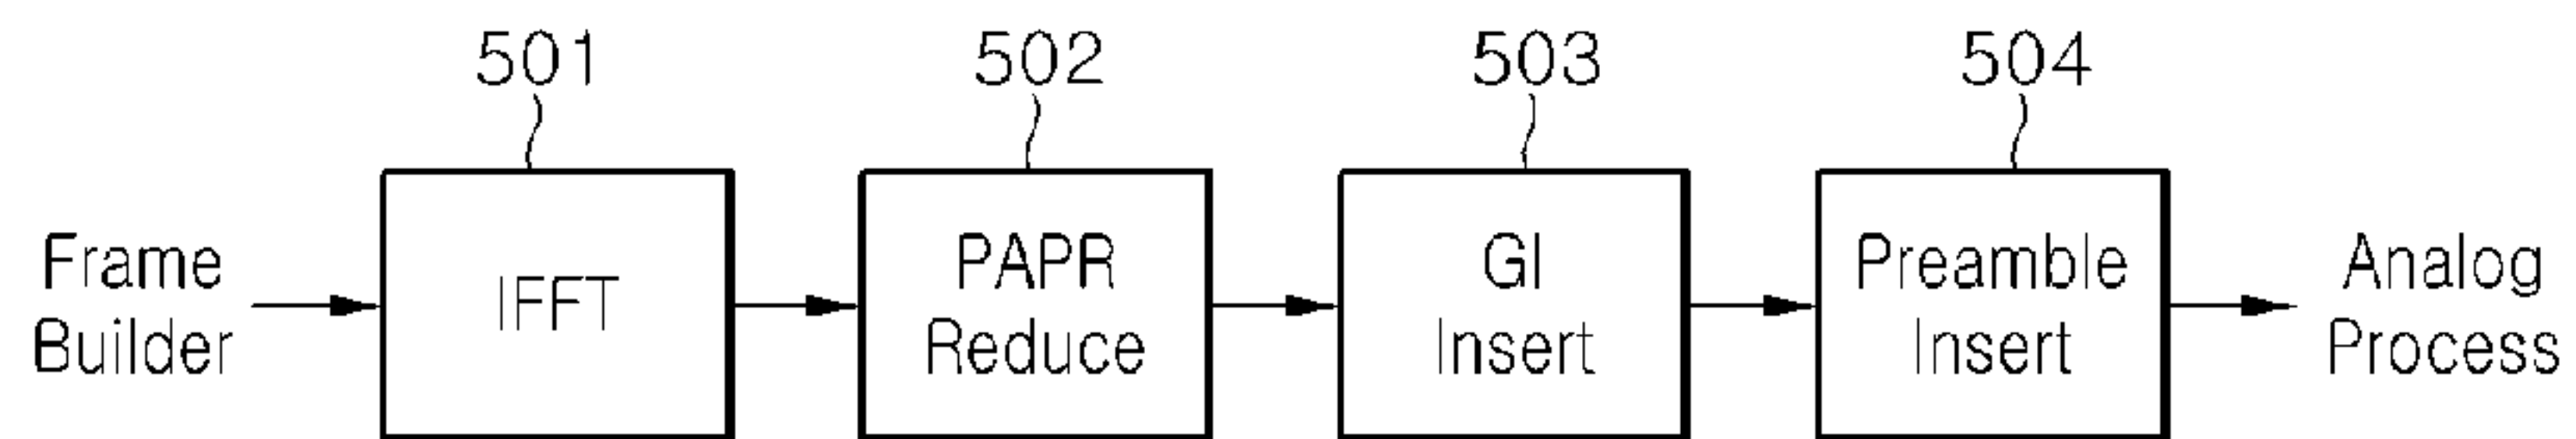 501
502
503
504
Frame
Builder
IFFT
PAPR
Reduce
GI
Insert
Preamble
Insert
Analog
Process